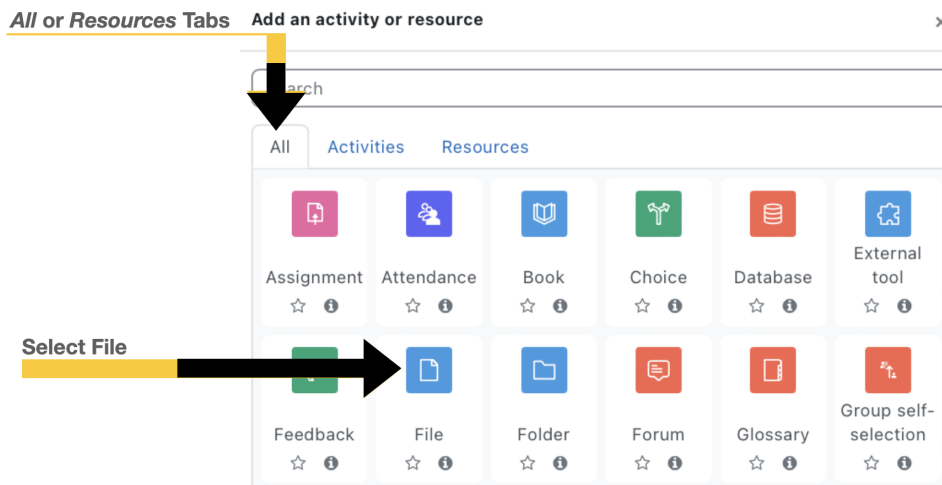 All or Resources Tabs
Add an activity or resource
arch
All Activities Resources
Assignment Attendance Book Choice Database External tool
Feedback File Folder Forum Glossary Group self-selection
Select File